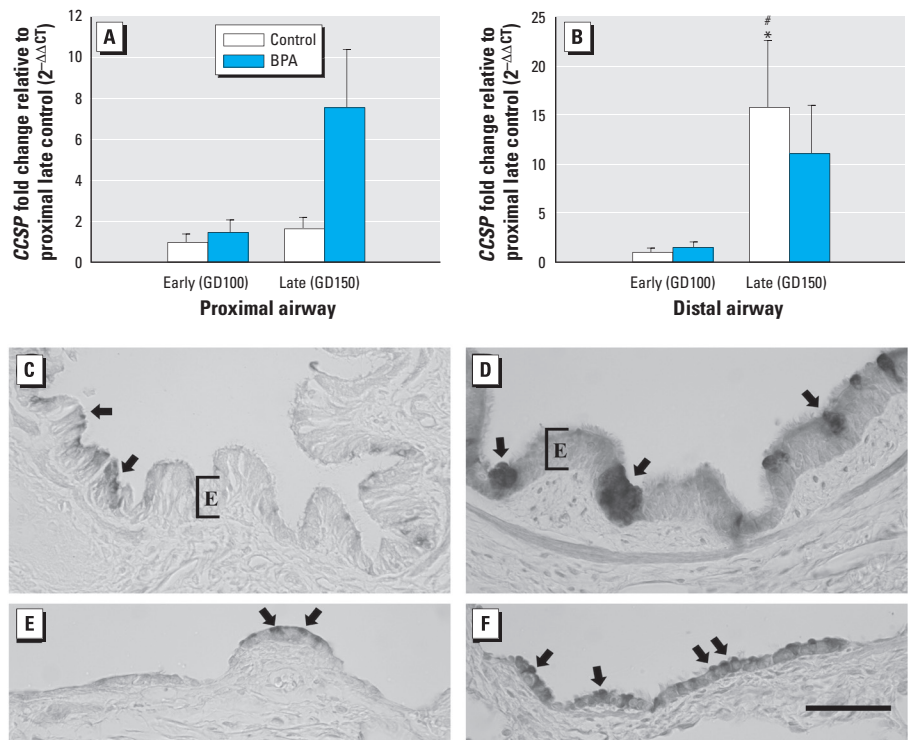 A
CCSP fold change relative to
proximal late control (2–ΔΔCT)
12
10
8
6
4
2
0
Control
BPA
Early (GD100)
Late (GD150)
Proximal airway
B
CCSP fold change relative to
proximal late control (2–ΔΔCT)
25
20
15
10
5
0
#
*
Early (GD100)
Late (GD150)
Distal airway
C
E
D
E
E
F